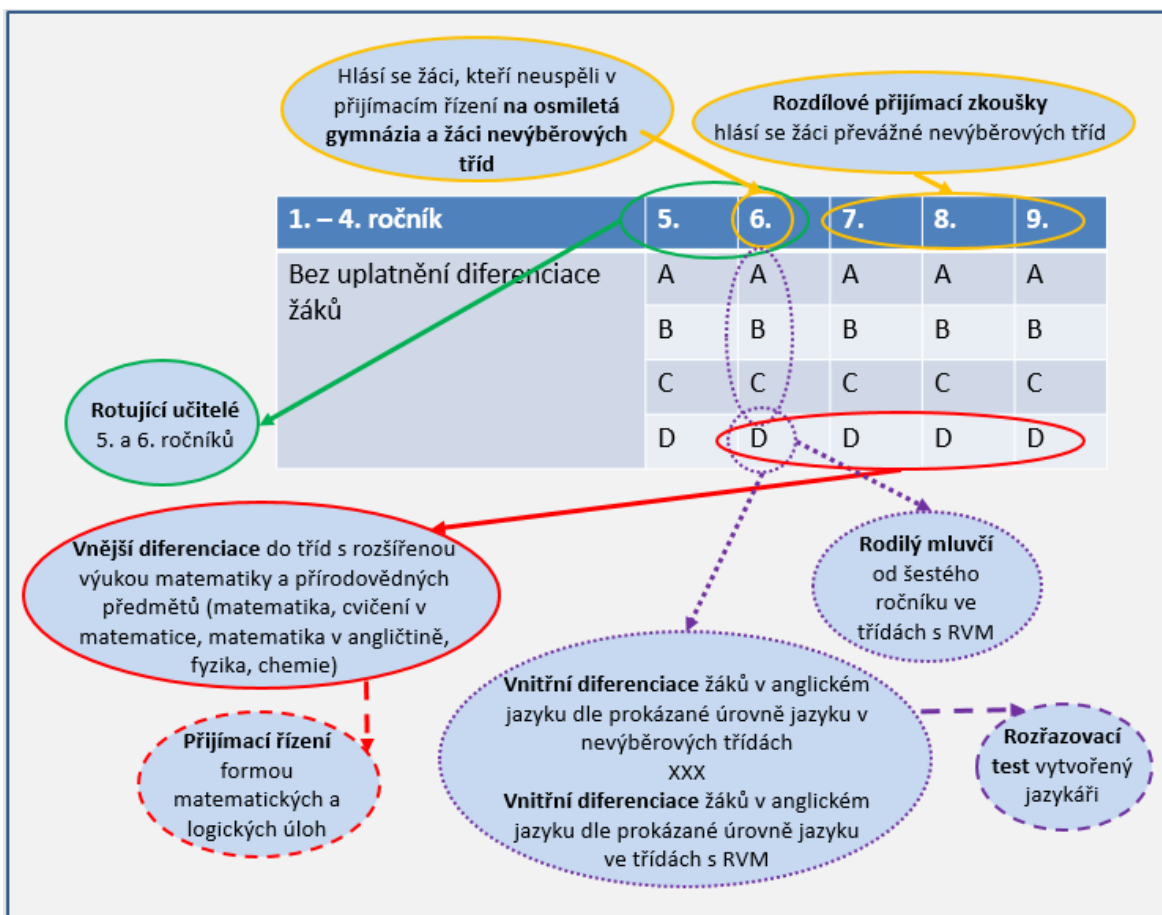 Hlásí se žáci, kteří neuspěli v
přijímacím řízení na osmiletá
gymnázia a žáci nevýběrových
tříd
Rozdílové přijímací zkoušky
hlásí se žáci převážné nevýběrových tříd
1. – 4. ročník 5. 6. 7. 8. 9.
Bez uplatnění diferenciace
žáků
A A A A A
B B B B B
C C C C C
D D D D D
Rotující učitelé
5. a 6. ročníků
Vnější diferenciace do tříd s rozšířenou
výukou matematiky a přírodovědných
předmětů (matematika, cvičení v
matematice, matematika v angličtině,
fyzika, chemie)
Rodilý mluvčí
od šestého
ročníku ve
třídách s RVM
Přijímací řízení
formou
matematických a
logických úloh
Vnitřní diferenciace žáků v anglickém
jazyku dle prokázané úrovně jazyku v
nevýběrových třídách
XXX
Vnitřní diferenciace žáků v anglickém
jazyku dle prokázané úrovně jazyku
ve třídách s RVM
Rozřazovací
test vytvořený
jazykáři